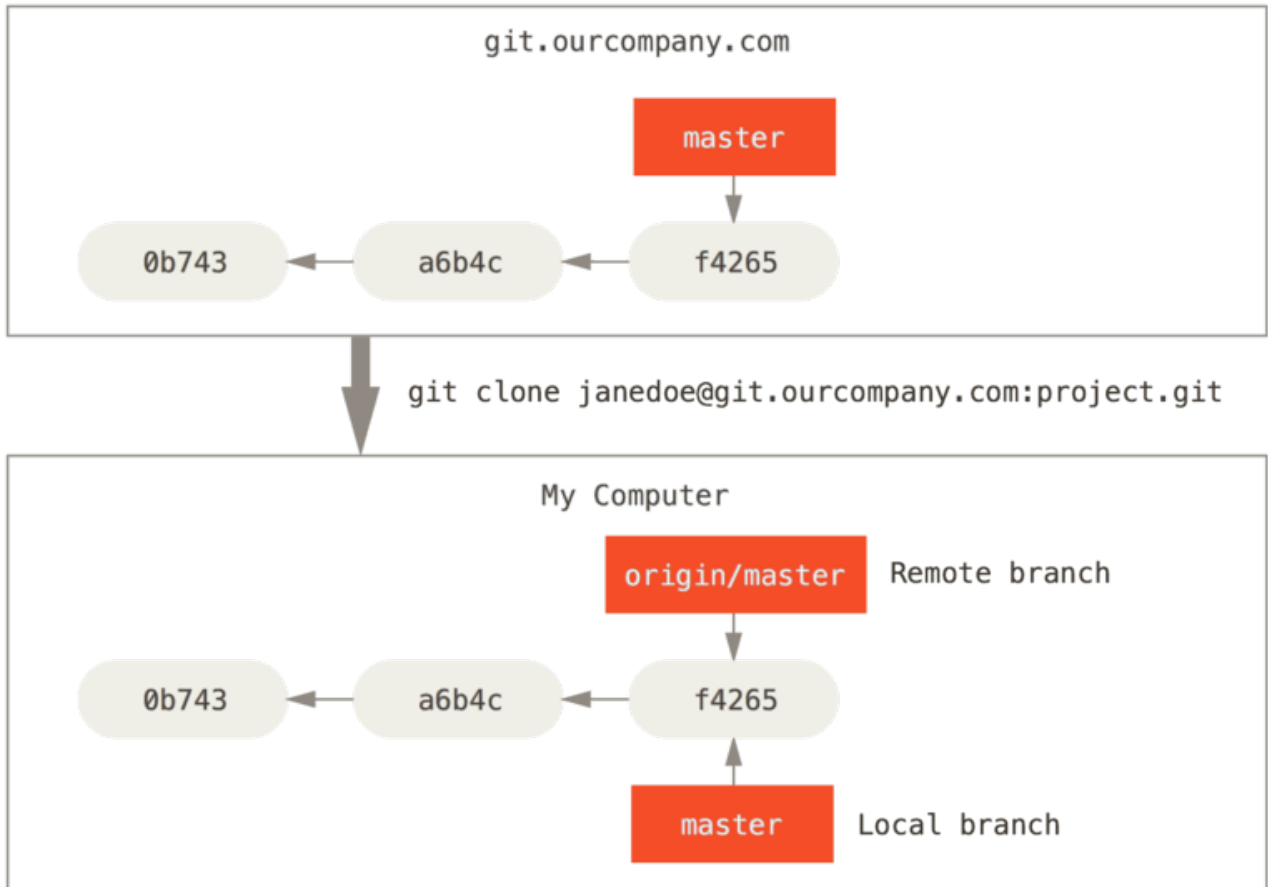 git.ourcompany.com
master
0b743 a6b4c f4265
git clone janedoe@git.ourcompany.com:project.git
My Computer
origin/master Remote branch
0b743 a6b4c f4265
master Local branch